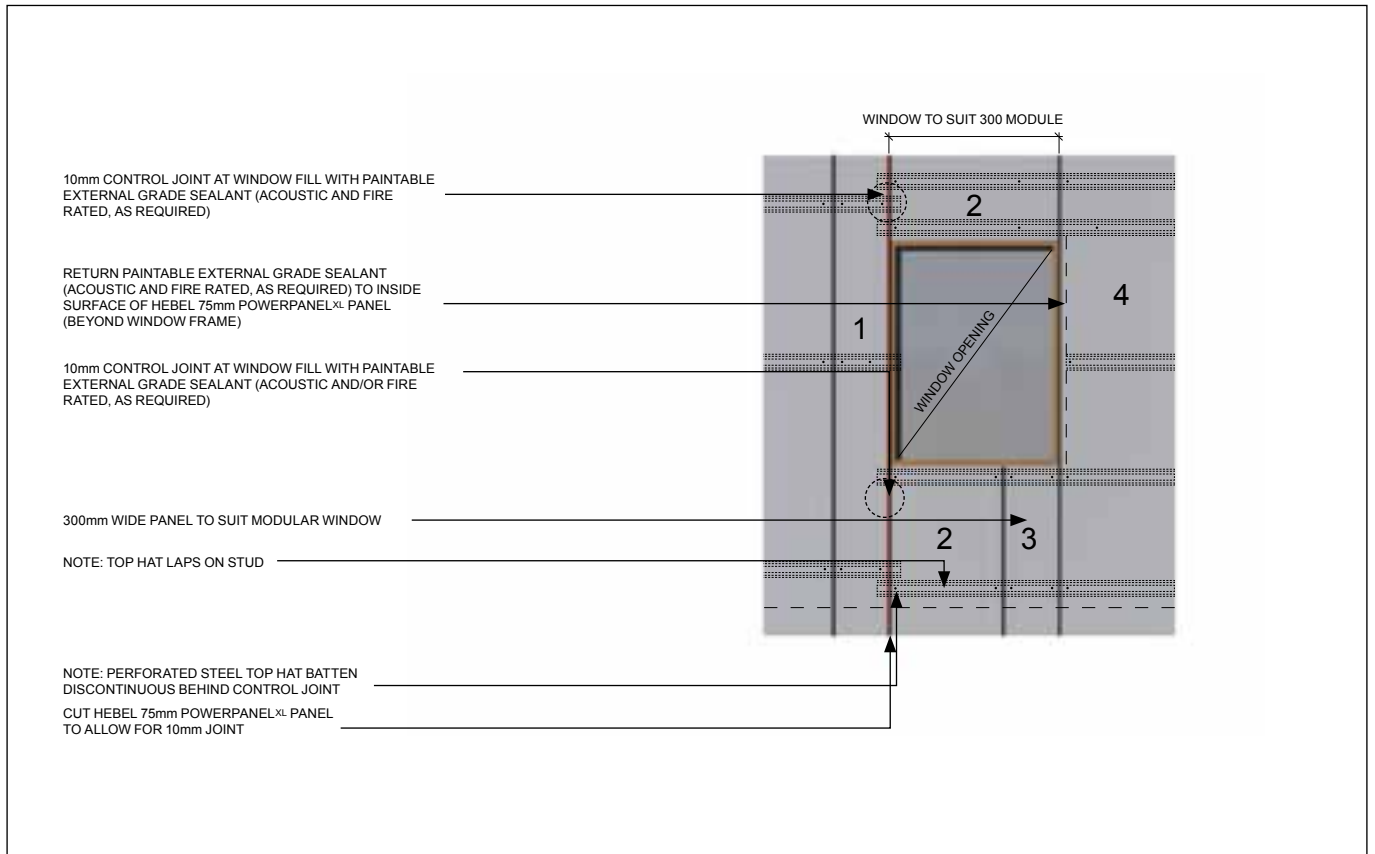 WINDOW TO SUIT 300 MODULE
10mm CONTROL JOINT AT WINDOW FILL WITH PAINTABLE
EXTERNAL GRADE SEALANT (ACOUSTIC AND FIRE
RATED, AS REQUIRED)
2
RETURN PAINTABLE EXTERNAL GRADE SEALANT
(ACOUSTIC AND FIRE RATED, AS REQUIRED) TO INSIDE
SURFACE OF HEBEL 75mm POWERPANELXL PANEL
(BEYOND WINDOW FRAME)
4
1
WINDOW OPENING
10mm CONTROL JOINT AT WINDOW FILL WITH PAINTABLE
EXTERNAL GRADE SEALANT (ACOUSTIC AND/OR FIRE
RATED, AS REQUIRED)
300mm WIDE PANEL TO SUIT MODULAR WINDOW
2
3
NOTE: TOP HAT LAPS ON STUD
NOTE: PERFORATED STEEL TOP HAT BATTEN
DISCONTINUOUS BEHIND CONTROL JOINT
CUT HEBEL 75mm POWERPANELXL PANEL
TO ALLOW FOR 10mm JOINT